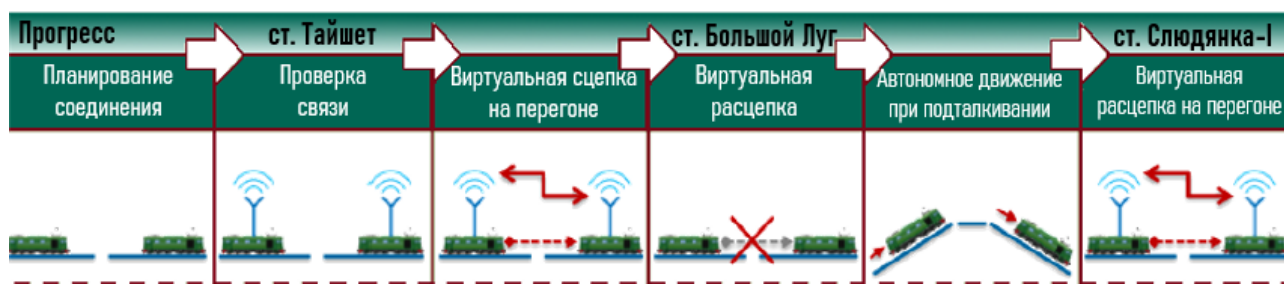 Прогресс
ст. Тайшет
ст. Большой Луг
ст. Слюдянка-I
Планирование
соединения
Проверка
связи
Виртуальная сцепка
на перегоне
Виртуальная
расцепка
Автономное движение
при подталкивании
Виртуальная
расцепка на перегоне